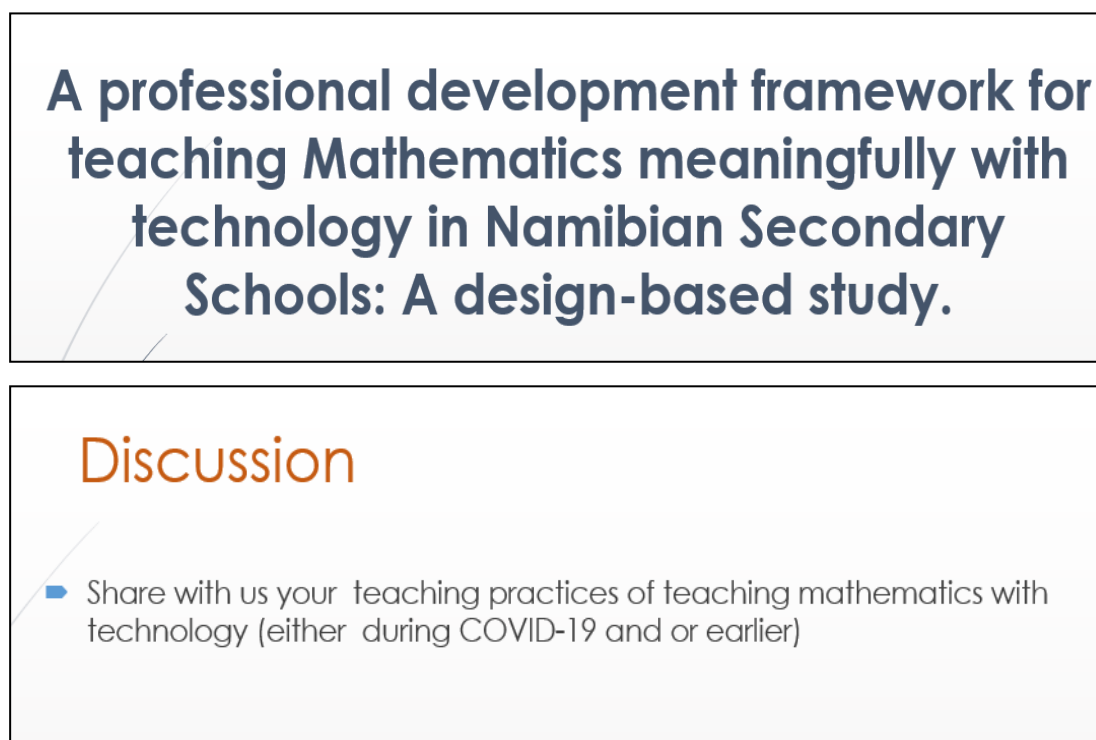 A professional development framework for
teaching Mathematics meaningfully with
technology in Namibian Secondary
Schools: A design-based study.
Discussion
Share with us your  teaching practices of teaching mathematics with
technology (either  during COVID-19 and or earlier)